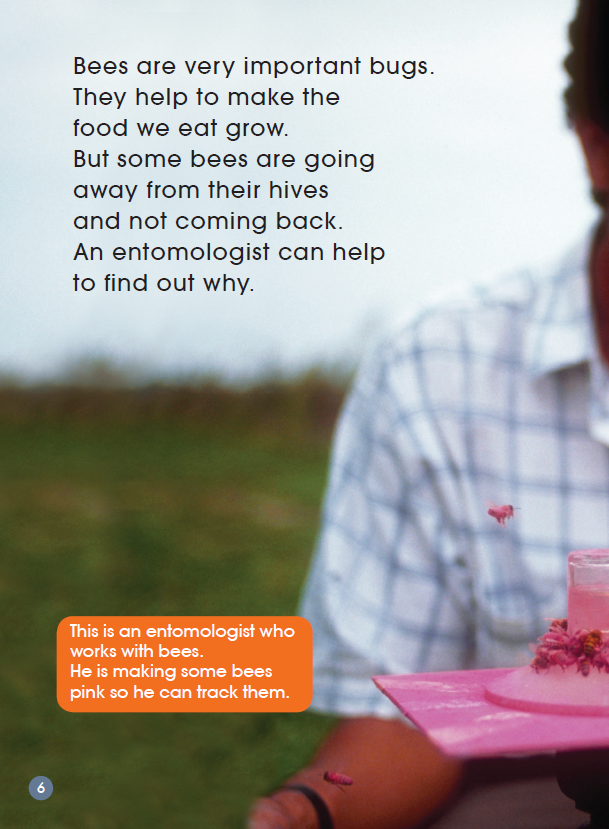 Bees are very important bugs.
They help to make the
food we eat grow.
But some bees are going
away from their hives
and not coming back.
An entomologist can help
to find out why.
This is an entomologist who
works with bees.
He is making some bees
pink so he can track them.
6